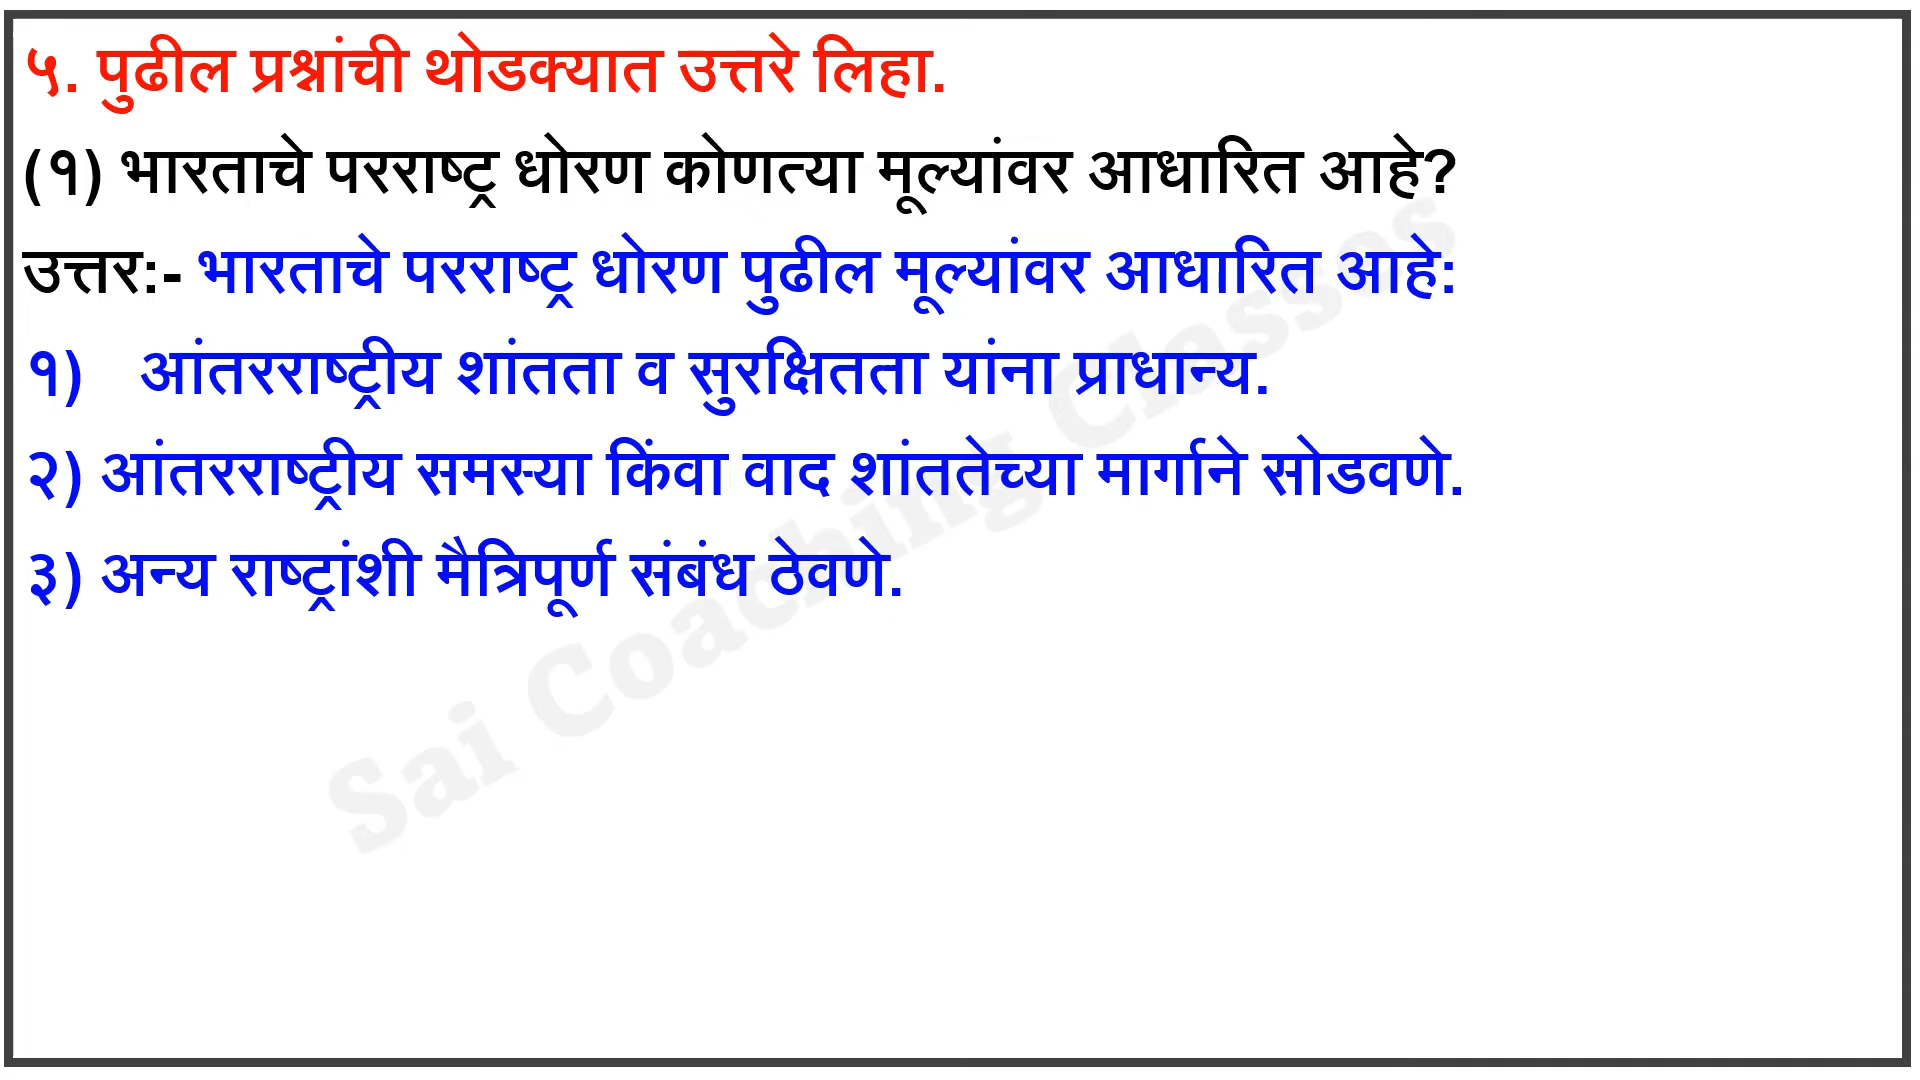 ५. पुढील प्रश्नांची थोडक्यात उत्तरे लिहा.
(१) भारताचे परराष्ट्र धोरण कोणत्या मूल्यांवर आधारित आहे?
उत्तर:- भारताचे परराष्ट्र धोरण पुढील मूल्यांवर आधारित आहे:
१) आंतरराष्ट्रीय शांतता व सुरक्षितता यांना प्राधान्य.
२) आंतरराष्ट्रीय समस्या किंवा वाद शांततेच्या मार्गाने सोडवणे.
३) अन्य राष्ट्रांशी मैत्रिपूर्ण संबंध ठेवणे.
Sai Coaching Classes